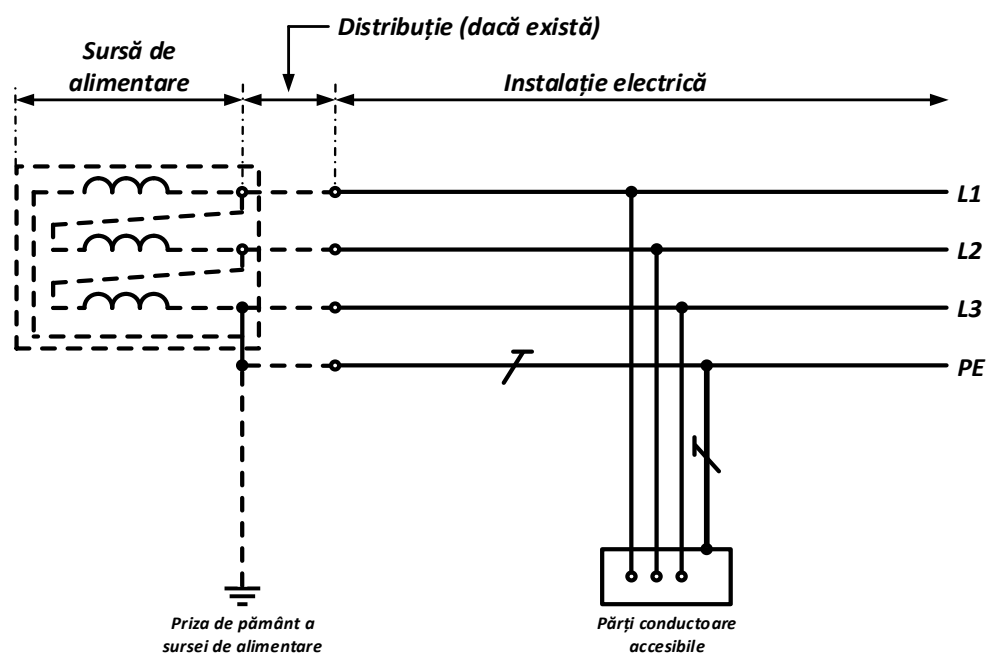 Distribuție (dacă există)
Sursă de
alimentare
Instalație electrică
L1
L2
L3
PE
Priza de pământ a
sursei de alimentare
Părți conductoare
accesibile